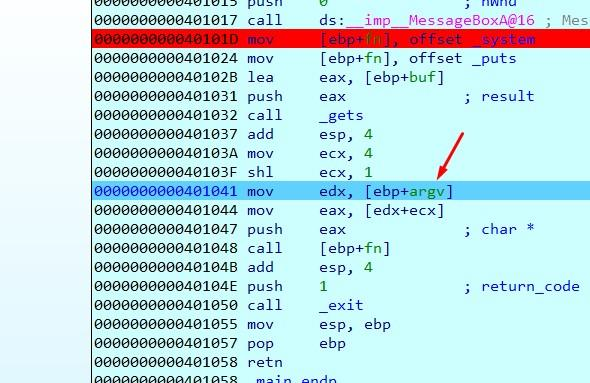 0000000000401015 push    0               ; hWnd
0000000000401017 call    ds:__imp__MessageBoxA@16 ; Mes
000000000040101D mov     [ebp+fn], offset _system
0000000000401024 mov     [ebp+fn], offset _puts
000000000040102B lea     eax, [ebp+buf]
0000000000401031 push    eax             ; result
0000000000401032 call    _gets
0000000000401037 add     esp, 4
000000000040103A mov     ecx, 4
000000000040103F shl     ecx, 1
0000000000401041 mov     edx, [ebp+argv]
0000000000401044 mov     eax, [edx+ecx]
0000000000401047 push    eax             ; char *
0000000000401048 call    [ebp+fn]
000000000040104B add     esp, 4
000000000040104E push    1               ; return_code
0000000000401050 call    _exit
0000000000401055 mov     esp, ebp
0000000000401057 pop     ebp
0000000000401058 retn
0000000000401058 _main endp